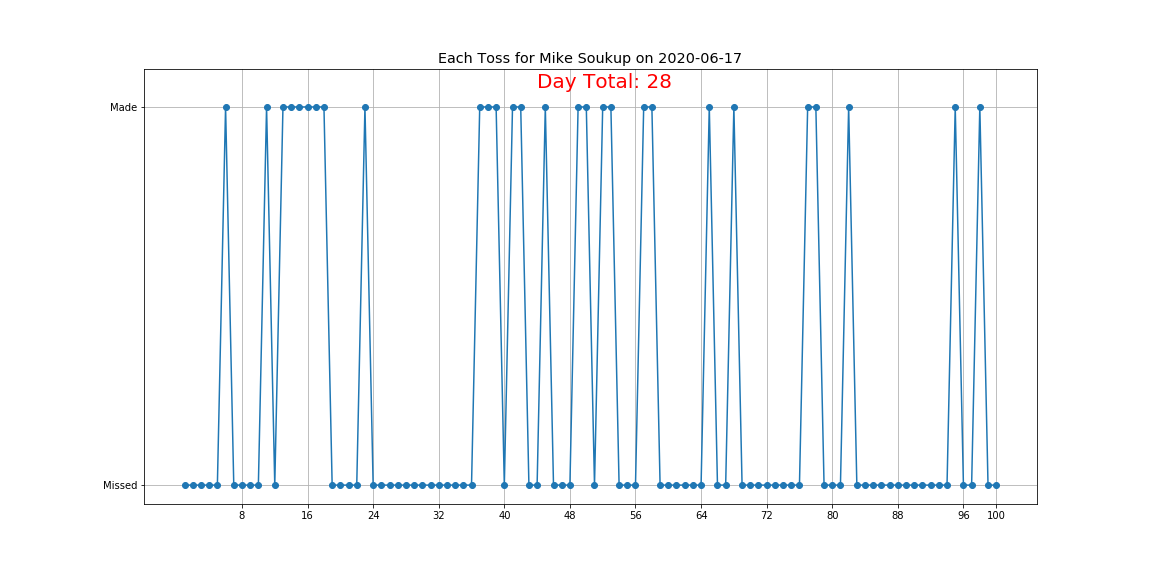 Each Toss for Mike Soukup on 2020-06-17
Day Total: 28
Made
Missed
8 16 24 32 40 48 56 64 72 80 88 96 100